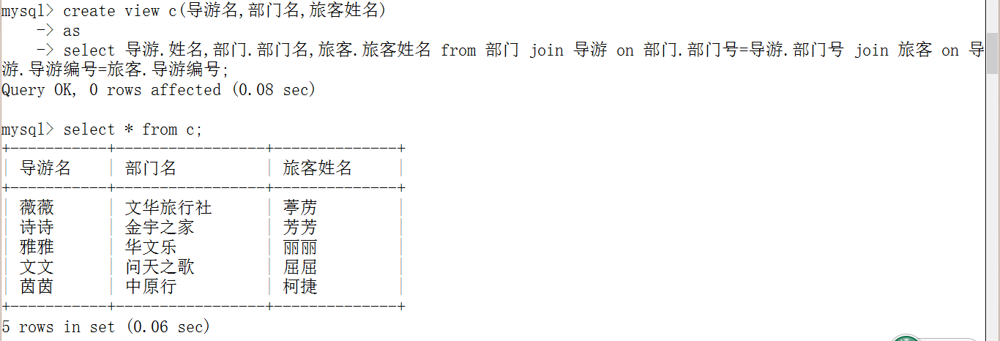 mysql> create view c(导游名,部门名,旅客姓名)
    -> as
    -> select 导游.姓名,部门.部门名,旅客.旅客姓名 from 部门 join 导游 on 部门.部门号=导游.部门号 join 旅客 on 导
游.导游编号=旅客.导游编号;
Query OK, 0 rows affected (0.08 sec)
mysql> select * from c;
+-----------+-----------------+--------------+
| 导游名    | 部门名          | 旅客姓名     |
+-----------+-----------------+--------------+
| 薇薇      | 文华旅行社      | 葶苈         |
| 诗诗      | 金宇之家        | 芳芳         |
| 雅雅      | 华文乐          | 丽丽         |
| 文文      | 问天之歌        | 屈屈         |
| 茵茵      | 中原行          | 柯捷         |
+-----------+-----------------+--------------+
5 rows in set (0.06 sec)